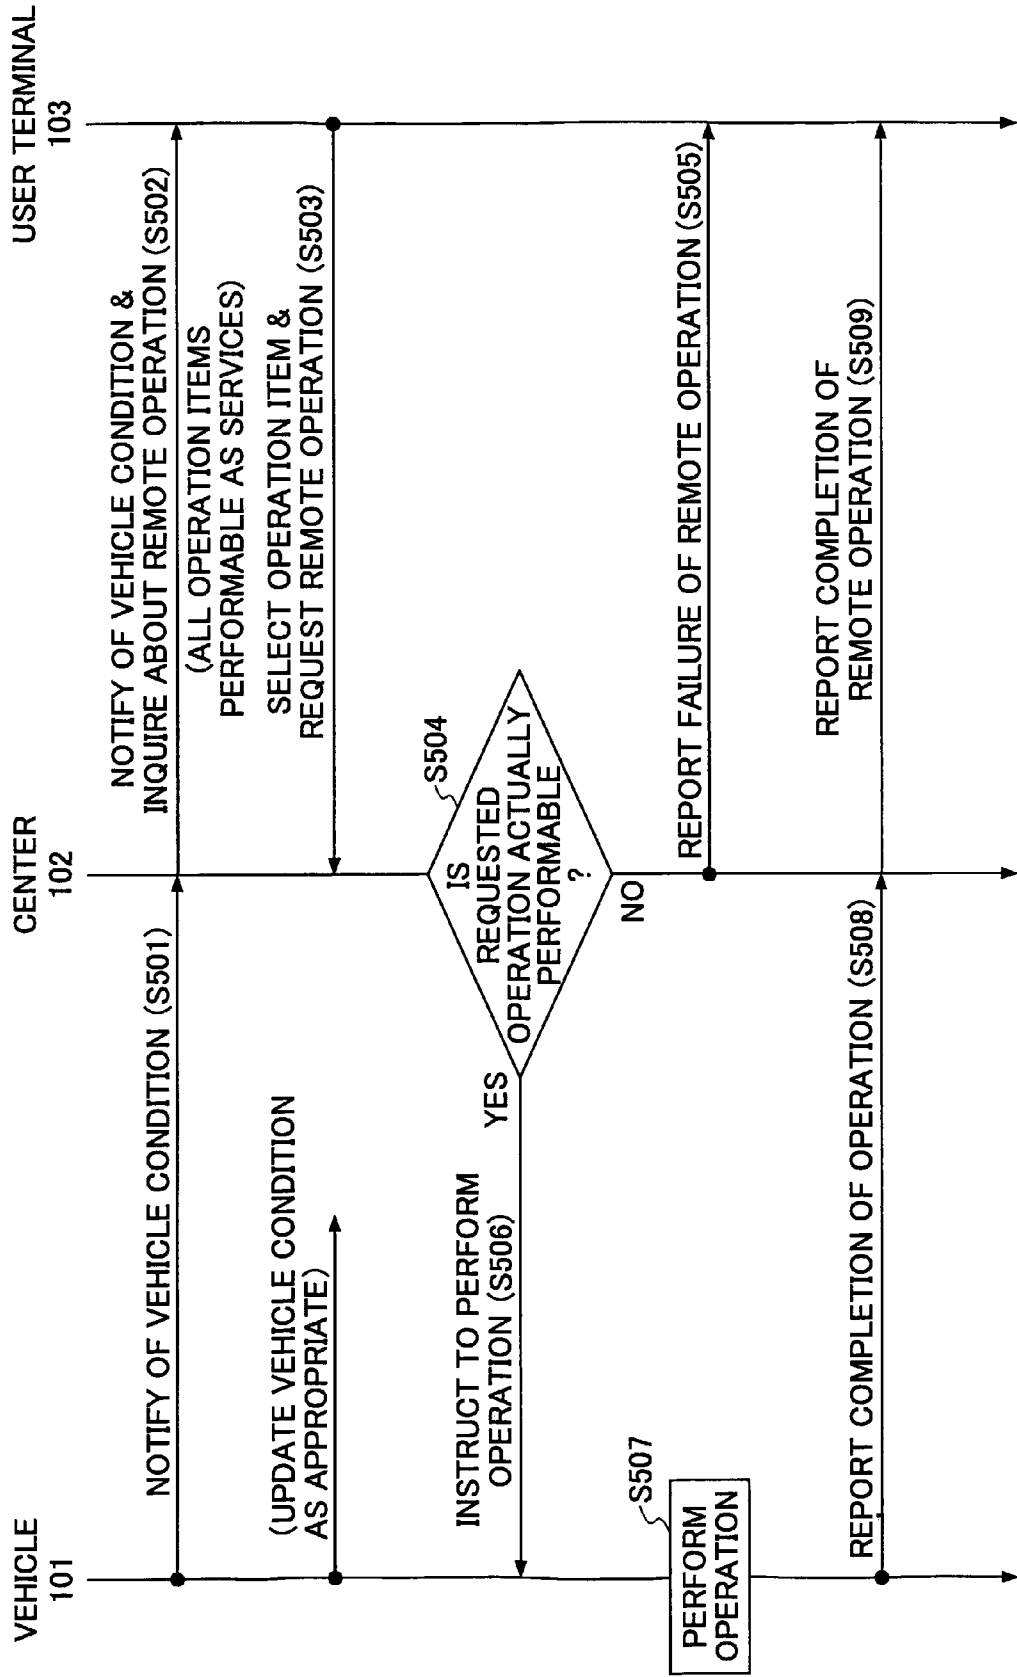 VEHICLE
101
CENTER
102
USER TERMINAL
103
NOTIFY OF VEHICLE CONDITION (S501)
NOTIFY OF VEHICLE CONDITION &
INQUIRE ABOUT REMOTE OPERATION (S502)
(ALL OPERATION ITEMS
PERFORMABLE AS SERVICES)
(UPDATE VEHICLE CONDITION
AS APPROPRIATE)
SELECT OPERATION ITEM &
REQUEST REMOTE OPERATION (S503)
S504
IS
REQUESTED
OPERATION ACTUALLY
PERFORMABLE
?
YES
NO
INSTRUCT TO PERFORM
OPERATION (S506)
REPORT FAILURE OF REMOTE OPERATION (S505)
S507
PERFORM
OPERATION
REPORT COMPLETION OF OPERATION (S508)
REPORT COMPLETION OF
REMOTE OPERATION (S509)